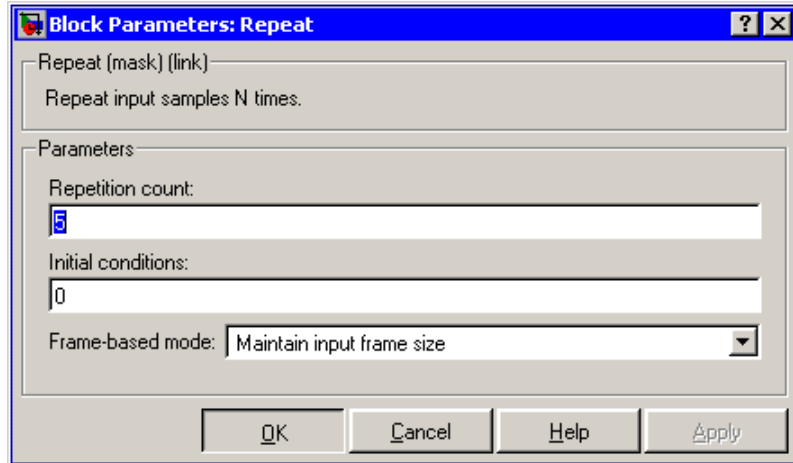 Block Parameters: Repeat
Repeat (mask) (link)
Repeat input samples N times.
Parameters
Repetition count:
5
Initial conditions:
0
Frame-based mode: Maintain input frame size
OK Cancel Help Apply